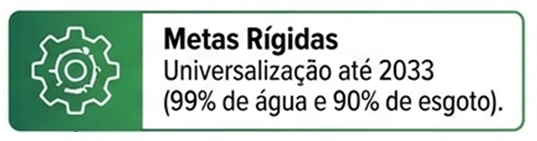 Metas Rígidas
Universalização até 2033
(99% de água e 90% de esgoto).